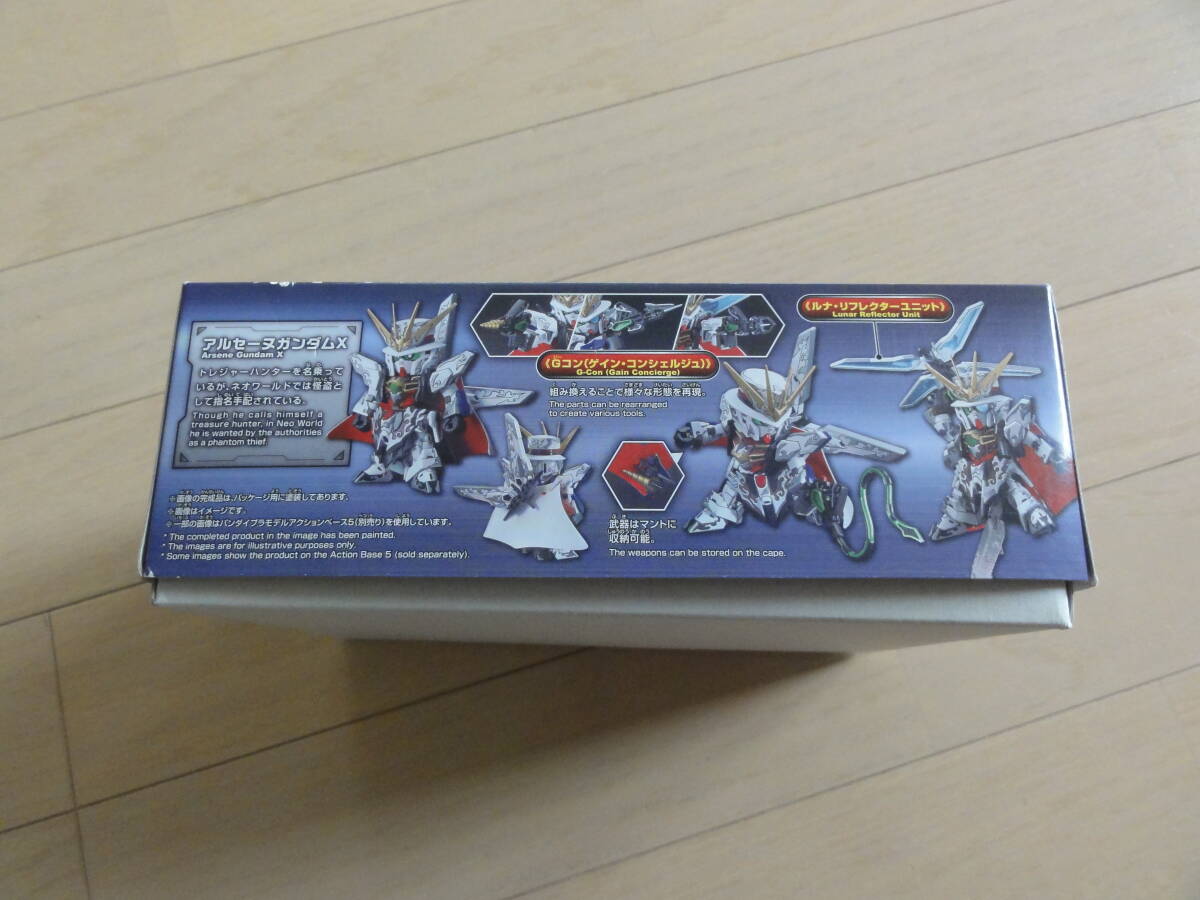 アルセーヌガンダムX
Arsene Gundam X
トレジャーハンターを名乗って
いるが、ネオワールドでは怪盗と
して指名手配されている。
Though he calls himself a
treasure hunter, in Neo World
he is wanted by the authorities
as a phantom thief.
※画像の完成品は、パッケージ用に塗装してあります。
※画像はイメージです。
※一部の画像はバンダイプラモデルアクションベース5(別売り)を使用しています。
* The completed product in the image has been painted.
* The images are for illustrative purposes only.
* Some images show the product on the Action Base 5 (sold separately).
《Gコン(ゲイン・コンシェルジュ)》
G-Con (Gain Concierge)
組み換えることで様々な形態を再現。
The parts can be rearranged
to create various tools.
武器はマントに
収納可能。
The weapons can be stored on the cape.
《ルナ・リフレクターユニット》
Lunar Reflector Unit